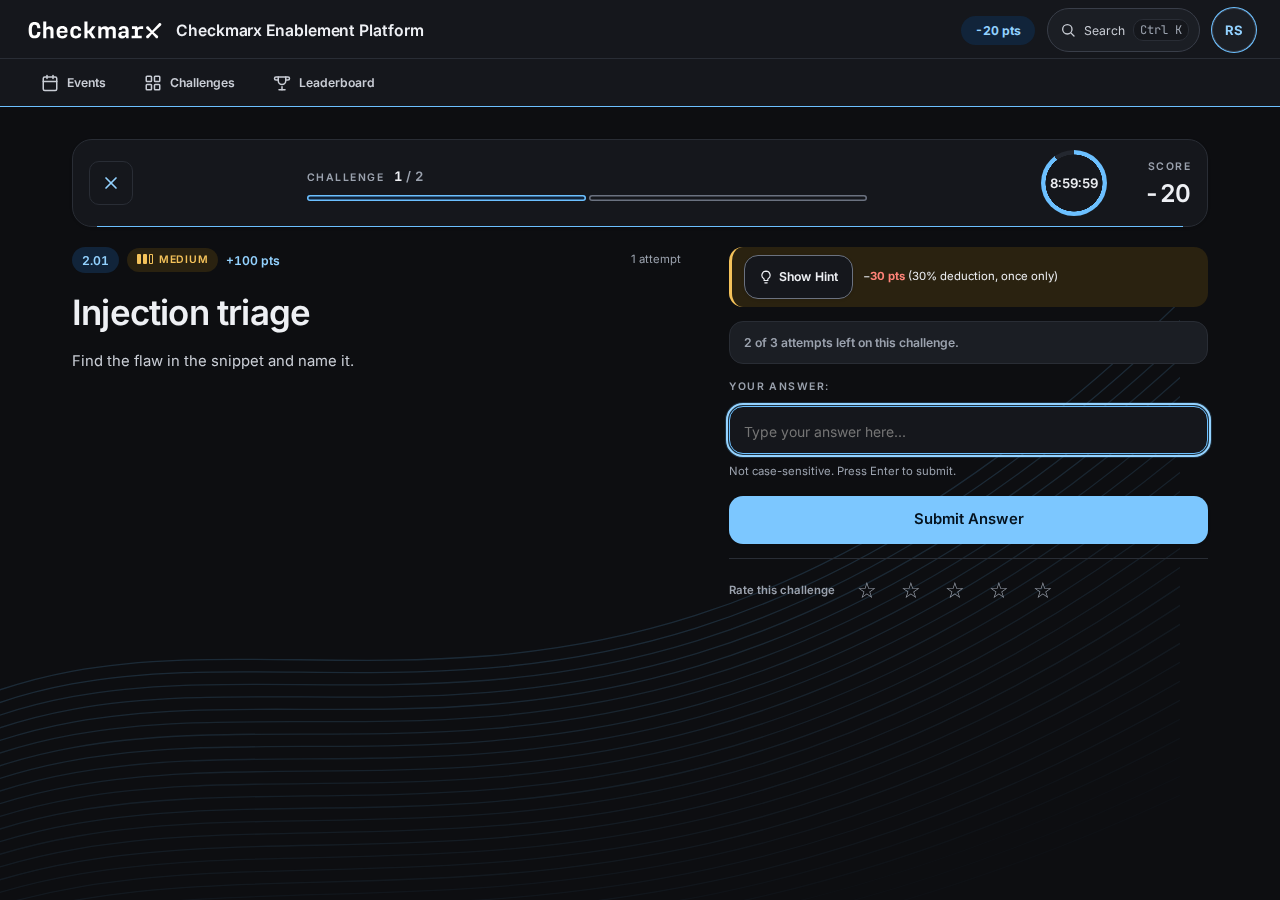 Checkmarx Checkmarx Enablement Platform
-20 pts
Search Ctrl K
RS
Events
Challenges
Leaderboard
CHALLENGE 1 / 2
8:59:59
SCORE
-20
2.01
MEDIUM
+100 pts
1 attempt
Injection triage
Find the flaw in the snippet and name it.
Show Hint
−30 pts (30% deduction, once only)
2 of 3 attempts left on this challenge.
YOUR ANSWER:
Type your answer here...
Not case-sensitive. Press Enter to submit.
Submit Answer
Rate this challenge